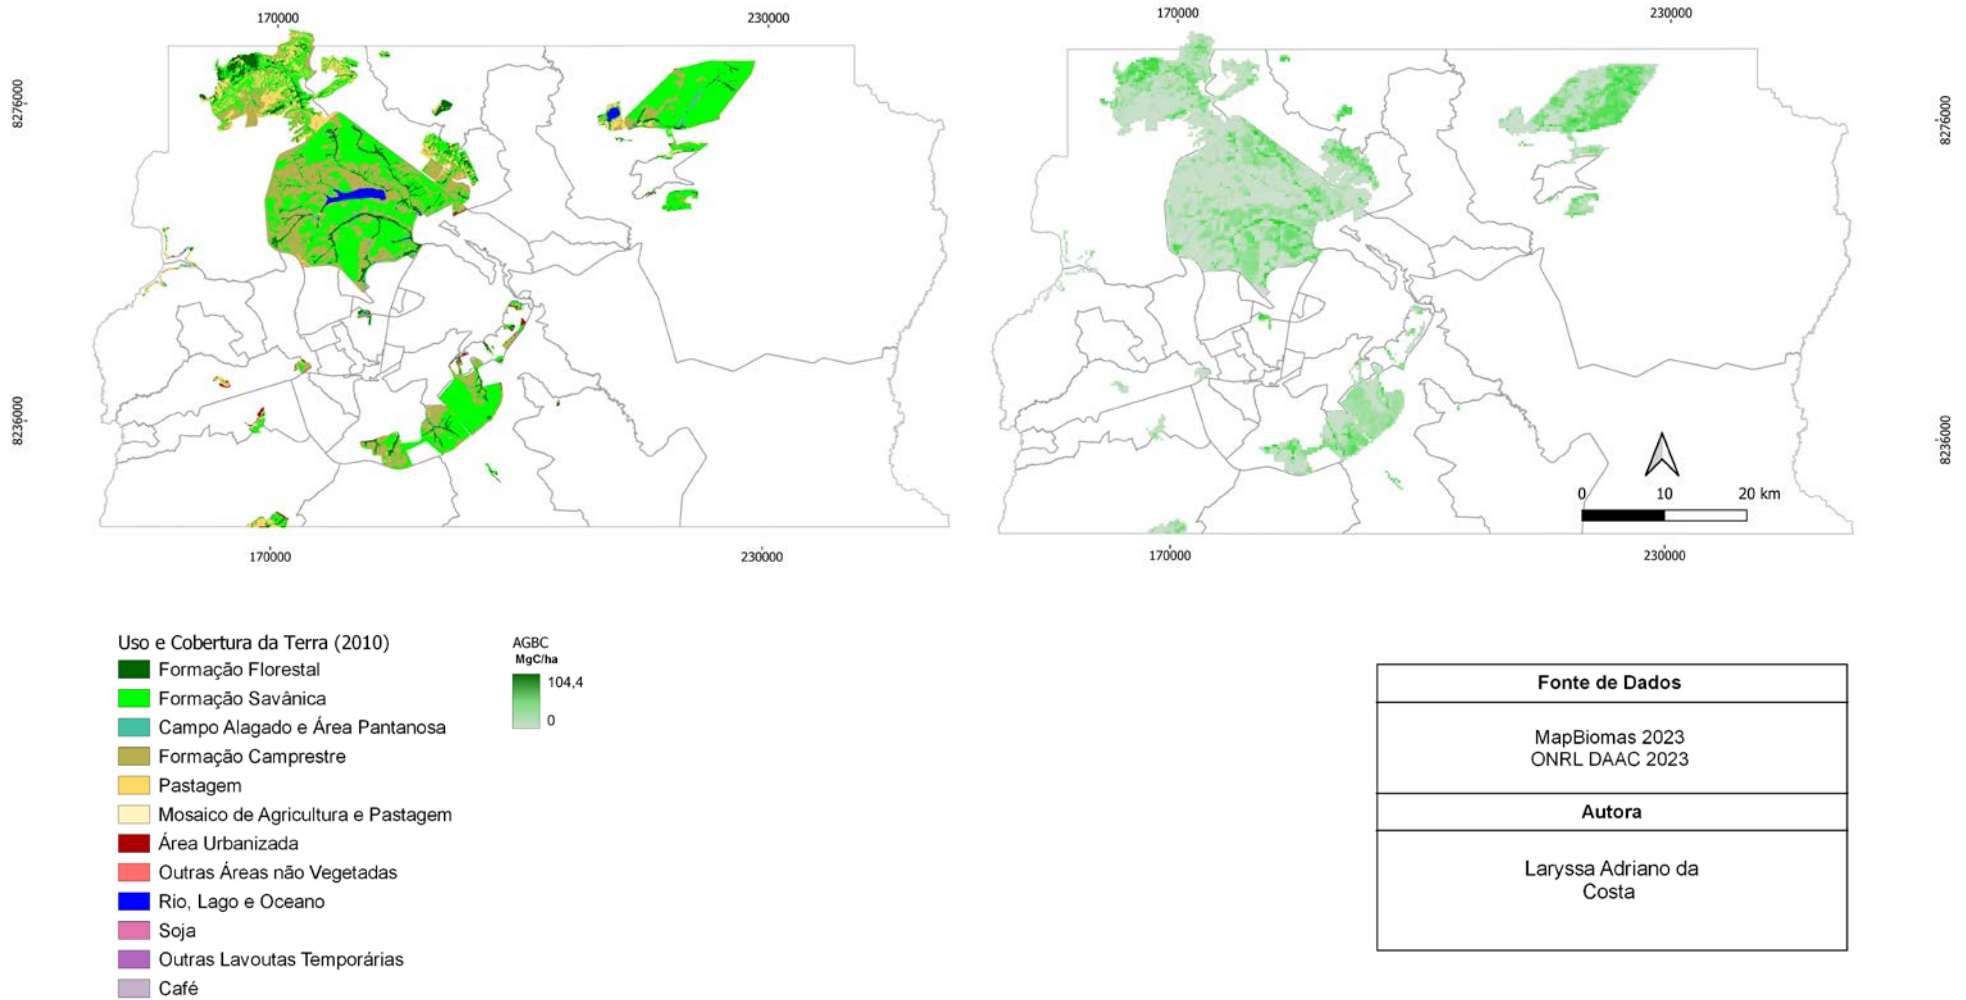 170000
230000
170000
230000
8276000
8276000
8236000
8236000
0
10
20 km
170000
230000
170000
230000
Uso e Cobertura da Terra (2010)
Formação Florestal
Formação Savânica
Campo Alagado e Área Pantanosa
Formação Camprestre
Pastagem
Mosaico de Agricultura e Pastagem
Área Urbanizada
Outras Áreas não Vegetadas
Rio, Lago e Oceano
Soja
Outras Lavoutas Temporárias
Café
AGBC
MgC/ha
104,4
0
Fonte de Dados
MapBiomas 2023
ONRL DAAC 2023
Autora
Laryssa Adriano da
Costa